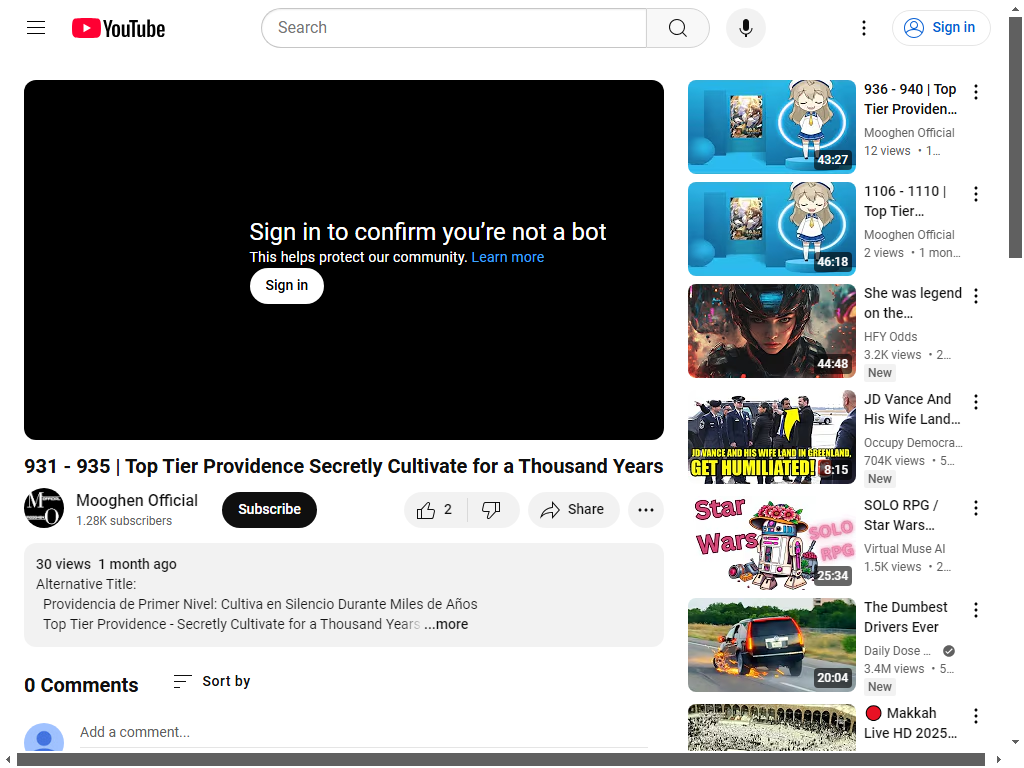 YouTube
Search
Sign in
Sign in to confirm you’re not a bot
This helps protect our community. Learn more
Sign in
931 - 935 | Top Tier Providence Secretly Cultivate for a Thousand Years
Mooghen Official
1.28K subscribers
Subscribe
2
Share
30 views 1 month ago
Alternative Title:
Providencia de Primer Nivel: Cultiva en Silencio Durante Miles de Años
Top Tier Providence - Secretly Cultivate for a Thousand Years ...more
0 Comments
Sort by
Add a comment...
43:27
936 - 940 | Top
Tier Providen...
Mooghen Official
12 views • 1...
46:18
1106 - 1110 |
Top Tier...
Mooghen Official
2 views • 1 mon...
44:48
She was legend
on the...
HFY Odds
3.2K views • 2...
New
JD VANCE AND HIS WIFE LAND IN GREENLAND,
GET HUMILIATED!
8:15
JD Vance And
His Wife Land...
Occupy Democra...
704K views • 5...
New
Star
Wars
SOLO
RPG
25:34
SOLO RPG /
Star Wars...
Virtual Muse AI
1.5K views • 2...
20:04
The Dumbest
Drivers Ever
Daily Dose ...
3.4M views • 5...
New
Makkah
Live HD 2025...